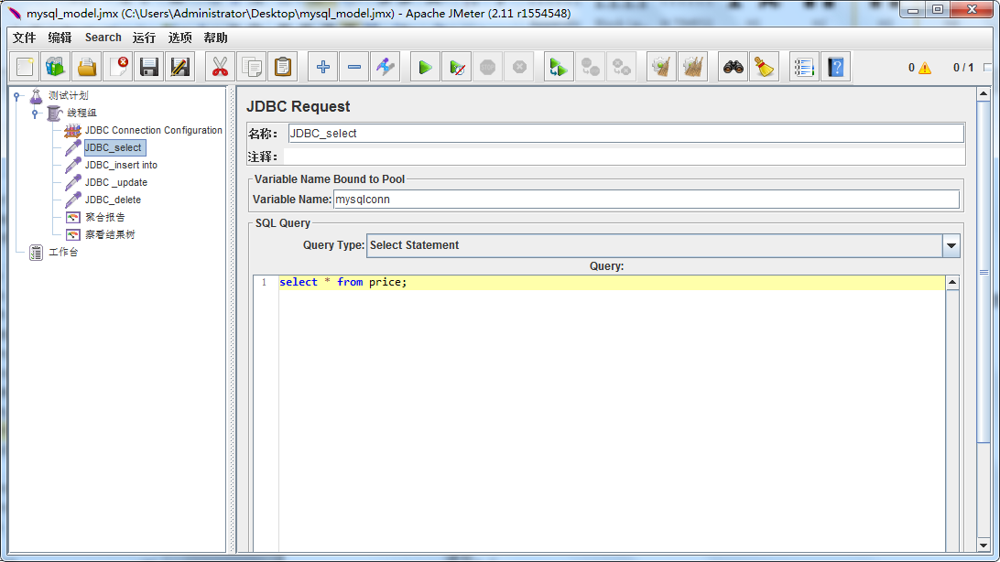 mysql_model.jmx (C:\Users\Administrator\Desktop\mysql_model.jmx) - Apache JMeter (2.11 r1554548)
文件 编辑 Search 运行 选项 帮助
0 0 / 1
测试计划
线程组
JDBC Connection Configuration
JDBC_select
JDBC_insert into
JDBC _update
JDBC_delete
聚合报告
察看结果树
工作台
JDBC Request
名称: JDBC_select
注释:
Variable Name Bound to Pool
Variable Name: mysqlconn
SQL Query
Query Type: Select Statement
Query:
1 select * from price;